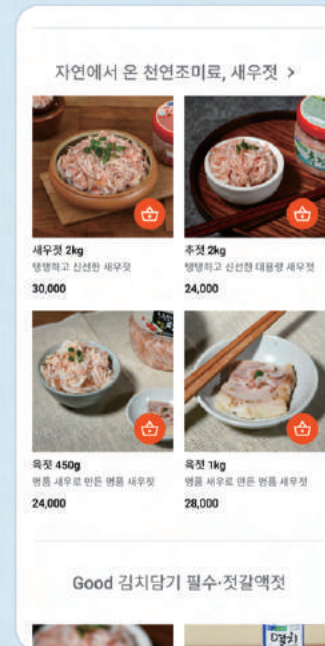 자연에서 온 천연조미료, 새우젓 >
새우젓 2kg
탱탱하고 신선한 새우젓
30,000
추젓 2kg
탱탱하고 신선한 대용량 새우젓
24,000
육젓 450g
명품 새우로 만든 명품 새우젓
24,000
육젓 1kg
명품 새우로 만든 명품 새우젓
28,000
Good 김치담기 필수·젓갈액젓
멸치